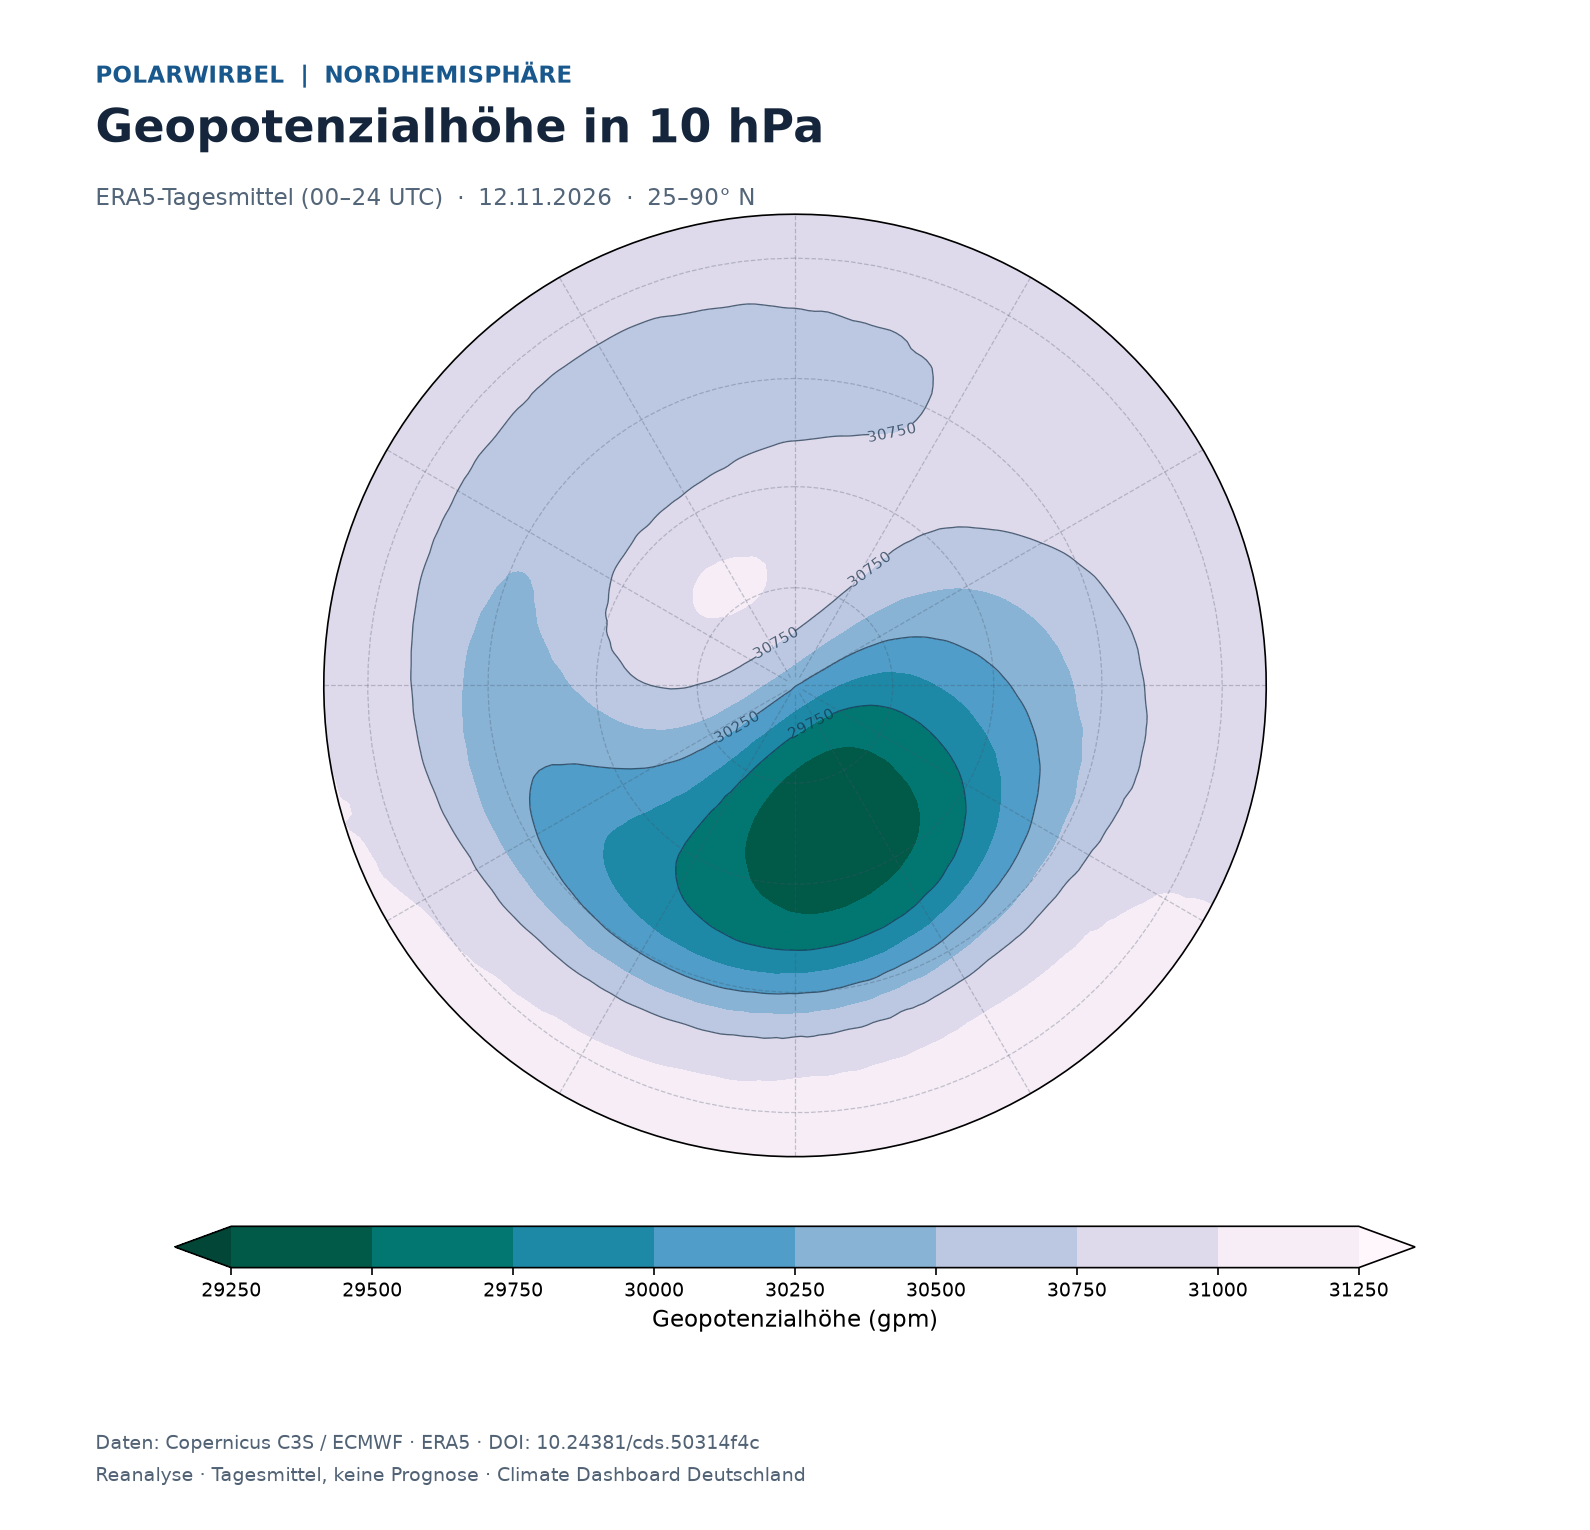 POLARWIRBEL | NORDHEMISPHÄRE
Geopotenzialhöhe in 10 hPa
ERA5-Tagesmittel (00–24 UTC) · 12.11.2026 · 25–90° N
30750
30750
30750
30250
29750
29250 29500 29750 30000 30250 30500 30750 31000 31250
Geopotenzialhöhe (gpm)
Daten: Copernicus C3S / ECMWF · ERA5 · DOI: 10.24381/cds.50314f4c
Reanalyse · Tagesmittel, keine Prognose · Climate Dashboard Deutschland